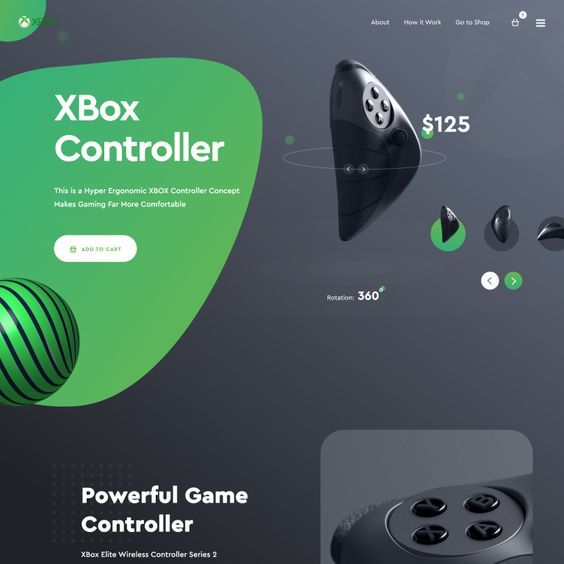 XBOX
About
How it Work
Go to Shop
1
XBox
Controller
This is a Hyper Ergonomic XBOX Controller Concept
Makes Gaming Far More Comfortable
ADD TO CART
$125
Rotation: 360
Powerful Game
Controller
XBox Elite Wireless Controller Series 2
Y
B
X
A